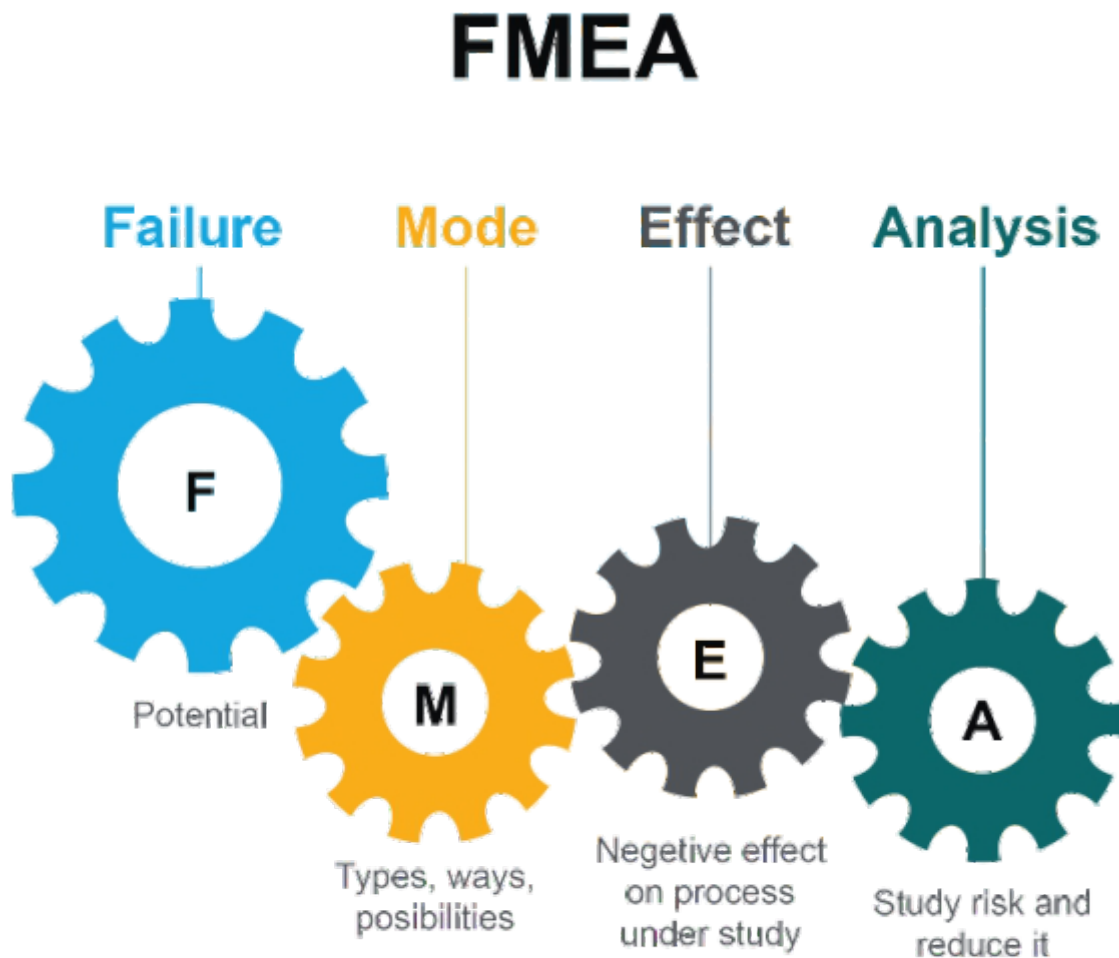 FMEA
Failure
Mode
Effect
Analysis
F
M
E
A
Potential
Types, ways,
posibilities
Negetive effect
on process
under study
Study risk and
reduce it